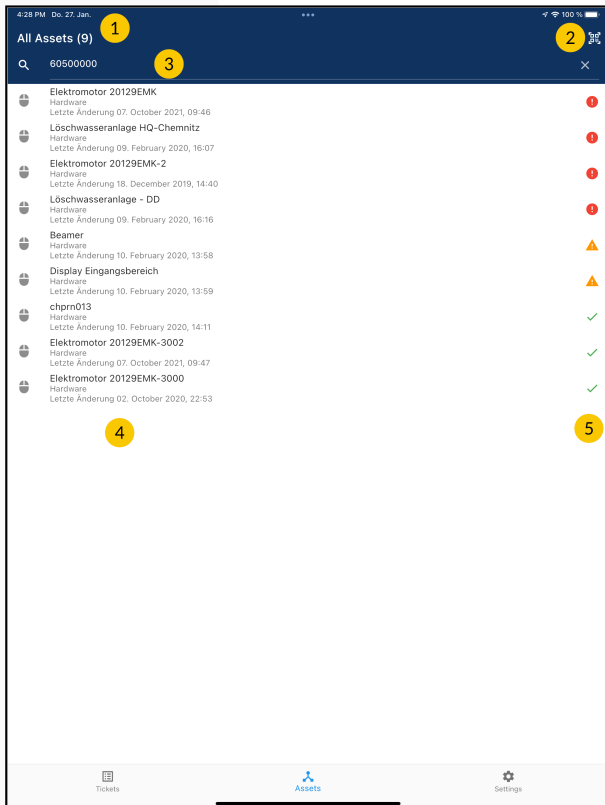 4:28 PM Do. 27. Jan.
100 %
All Assets (9)
1
2
60500000
3
Elektromotor 20129EMK
Hardware
Letzte Änderung 07. October 2021, 09:46
Löschwasseranlage HQ-Chemnitz
Hardware
Letzte Änderung 09. February 2020, 16:07
Elektromotor 20129EMK-2
Hardware
Letzte Änderung 18. December 2019, 14:40
Löschwasseranlage - DD
Hardware
Letzte Änderung 09. February 2020, 16:16
Beamer
Hardware
Letzte Änderung 10. February 2020, 13:58
Display Eingangsbereich
Hardware
Letzte Änderung 10. February 2020, 13:59
chprn013
Hardware
Letzte Änderung 10. February 2020, 14:11
Elektromotor 20129EMK-3002
Hardware
Letzte Änderung 07. October 2021, 09:47
Elektromotor 20129EMK-3000
Hardware
Letzte Änderung 02. October 2020, 22:53
4
5
Tickets
Assets
Settings